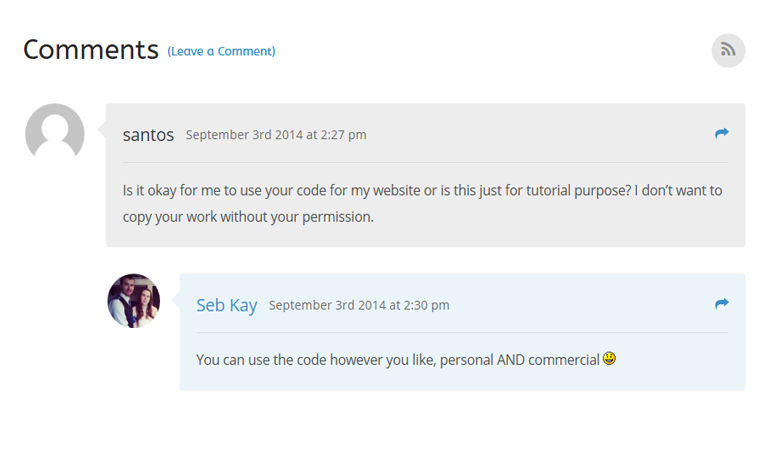 Comments (Leave a Comment)
santos September 3rd 2014 at 2:27 pm
Is it okay for me to use your code for my website or is this just for tutorial purpose? I don’t want to
copy your work without your permission.
Seb Kay September 3rd 2014 at 2:30 pm
You can use the code however you like, personal AND commercial